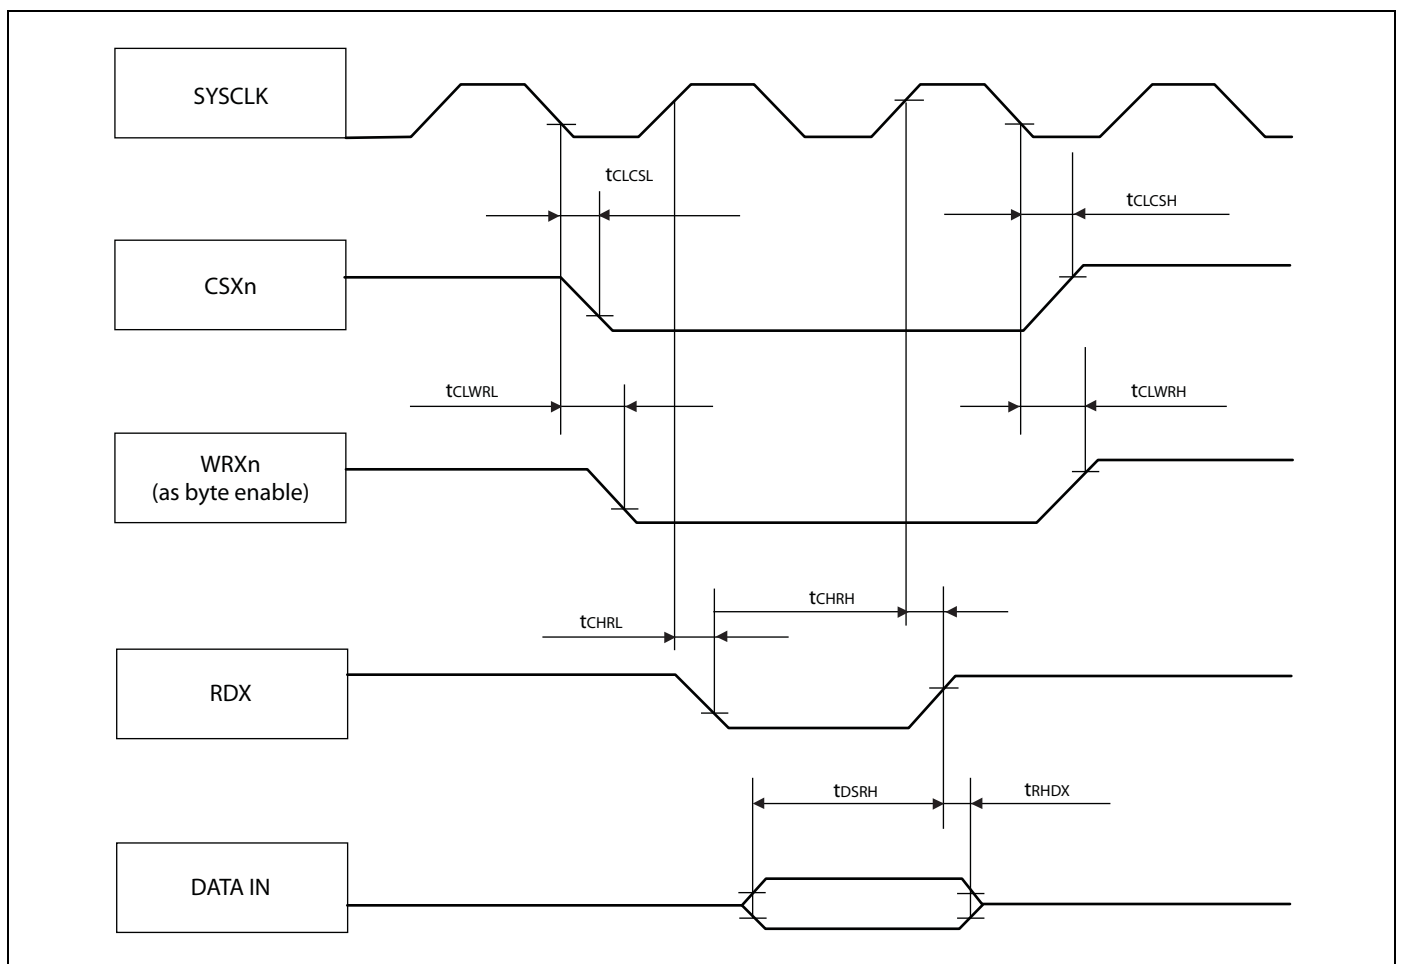 SYSCLK
tCLCSL
tCLCSH
CSXn
tCLWRL
tCLWRH
WRXn
(as byte enable)
tCHRH
tCHRL
RDX
tDSRH
tRHDX
DATA IN